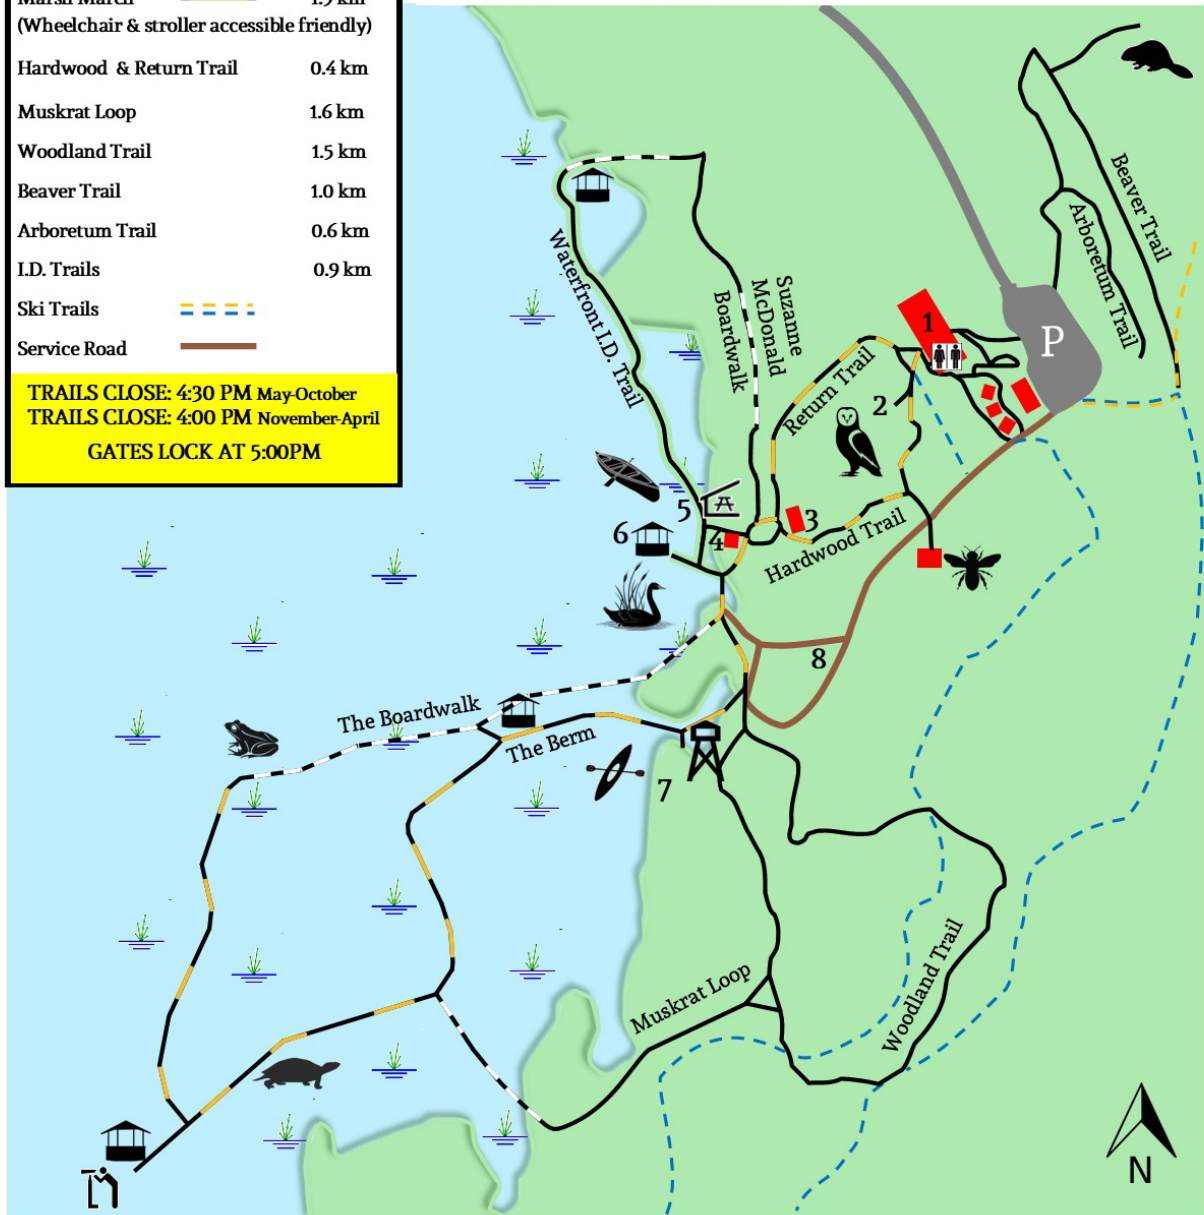 (Wheelchair & stroller accessible friendly)
Hardwood & Return Trail 0.4 km
Muskrat Loop 1.6 km
Woodland Trail 1.5 km
Beaver Trail 1.0 km
Arboretum Trail 0.6 km
I.D. Trails 0.9 km
Ski Trails
Service Road
TRAILS CLOSE: 4:30 PM May-October
TRAILS CLOSE: 4:00 PM November-April
GATES LOCK AT 5:00PM
Beaver Trail
Arboretum Trail
Waterfront I.D. Trail
Suzanne
McDonald
Boardwalk
1
P
Return Trail
2
5
3
6
4
Hardwood Trail
8
The Boardwalk
The Berm
7
Muskrat Loop
Woodland Trail
N